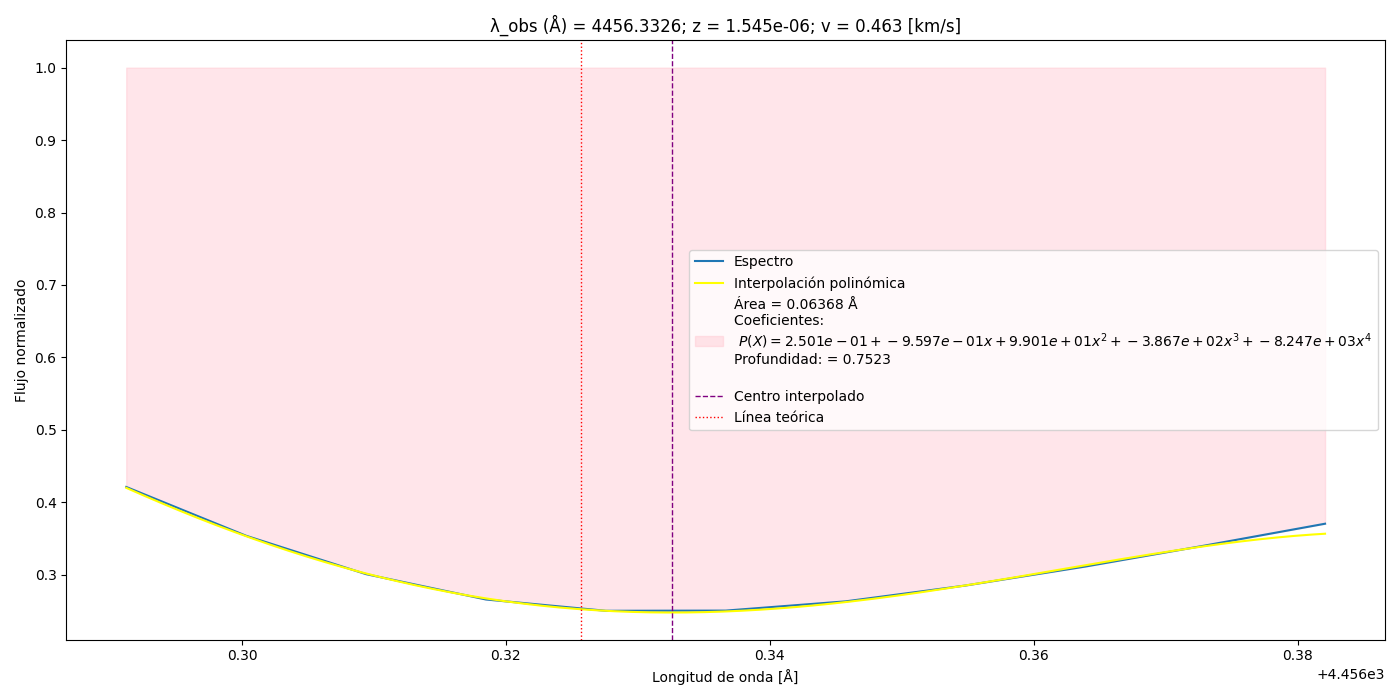 λ_obs (Å) = 4456.3326; z = 1.545e-06; v = 0.463 [km/s]
Flujo normalizado
1.0
0.9
0.8
0.7
0.6
0.5
0.4
0.3
Espectro
Interpolación polinómica
Área = 0.06368 Å
Coeficientes:
P(X) = 2.501e − 01 + −9.597e − 01x + 9.901e + 01x² + −3.867e + 02x³ + −8.247e + 03x⁴
Profundidad: = 0.7523
Centro interpolado
Línea teórica
0.30 0.32 0.34 0.36 0.38
+4.456e3
Longitud de onda [Å]